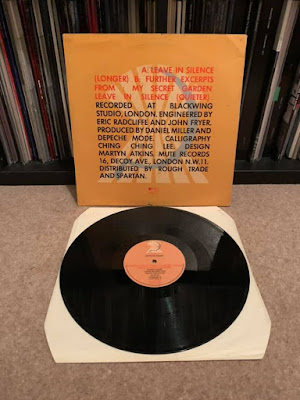 A. LEAVE IN SILENCE
(LONGER) B. FURTHER EXCERPTS
FROM : MY SECRET GARDEN
LEAVE IN SILENCE (QUIETER).
RECORDED AT BLACKWING
STUDIO, LONDON. ENGINEERED BY
ERIC RADCLIFFE AND JOHN FRYER.
PRODUCED BY DANIEL MILLER AND
DEPECHE MODE. CALLIGRAPHY
CHING CHING LEE. DESIGN
MARTYN ATKINS. MUTE RECORDS
16, DECOY AVE, LONDON N.W.11.
DISTRIBUTED BY ROUGH TRADE
AND SPARTAN.